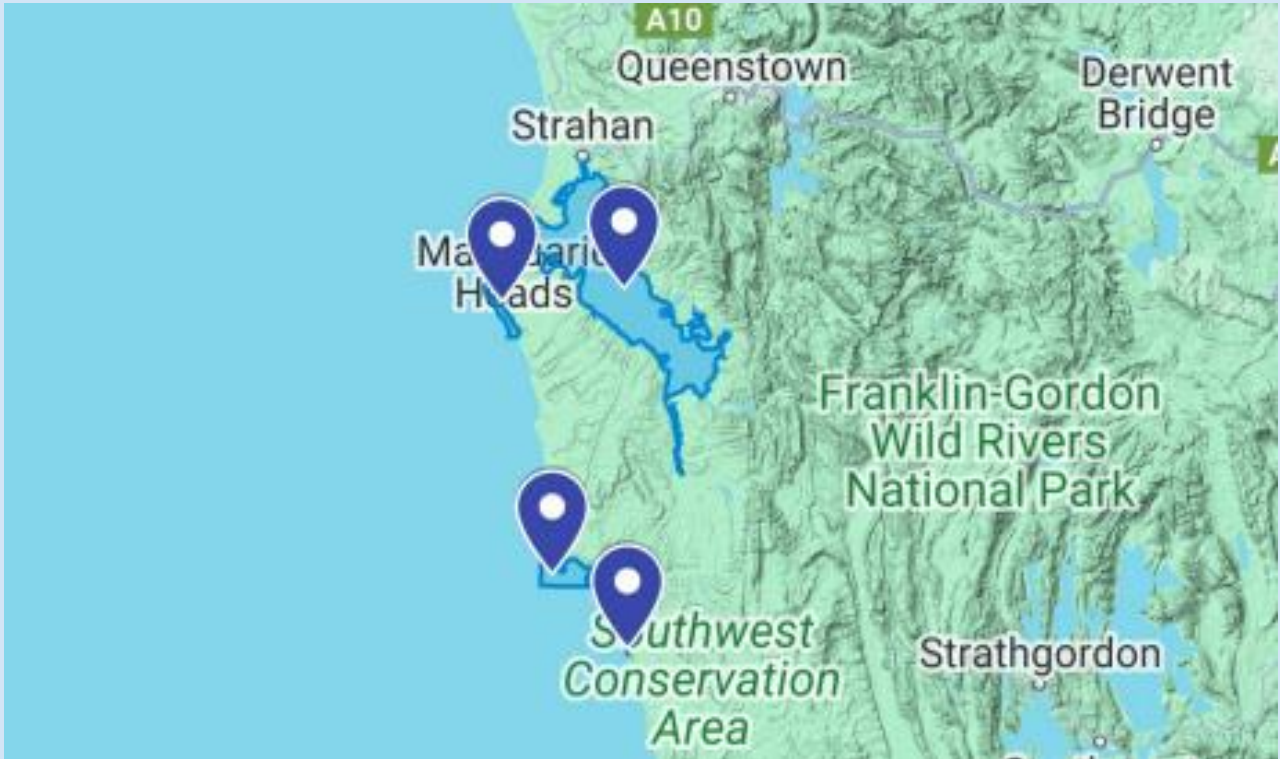 A10
Queenstown
Derwent
Bridge
Strahan
Heads
Franklin-Gordon
Wild Rivers
National Park
Strathgordon
Southwest
Conservation
Area